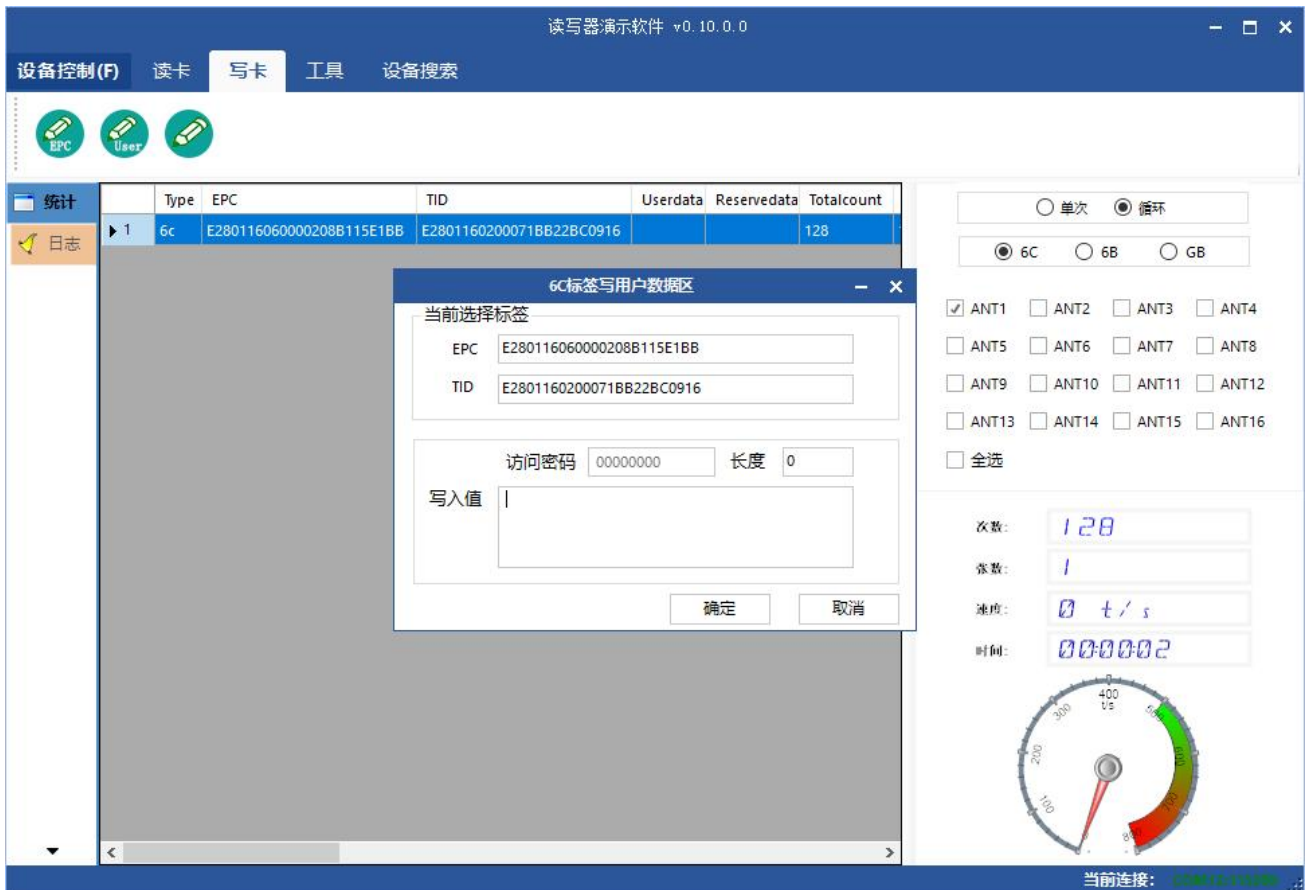 读写器演示软件 v0.10.0.0
设备控制(F) 读卡 写卡 工具 设备搜索
EPC User
统计
日志
Type EPC TID Userdata Reservedata Totalcount
1 6c E280116060000208B115E1BB E2801160200071BB22BC0916 128
6C标签写用户数据区
当前选择标签
EPC E280116060000208B115E1BB
TID E2801160200071BB22BC0916
访问密码 00000000 长度 0
写入值
确定 取消
单次 循环
6C 6B GB
ANT1 ANT2 ANT3 ANT4
ANT5 ANT6 ANT7 ANT8
ANT9 ANT10 ANT11 ANT12
ANT13 ANT14 ANT15 ANT16
全选
次数: 128
张数: 1
速度: 0 t/s
时间: 00:00:02
0 100 200 300 400 500 600 700 800
t/s
当前连接: